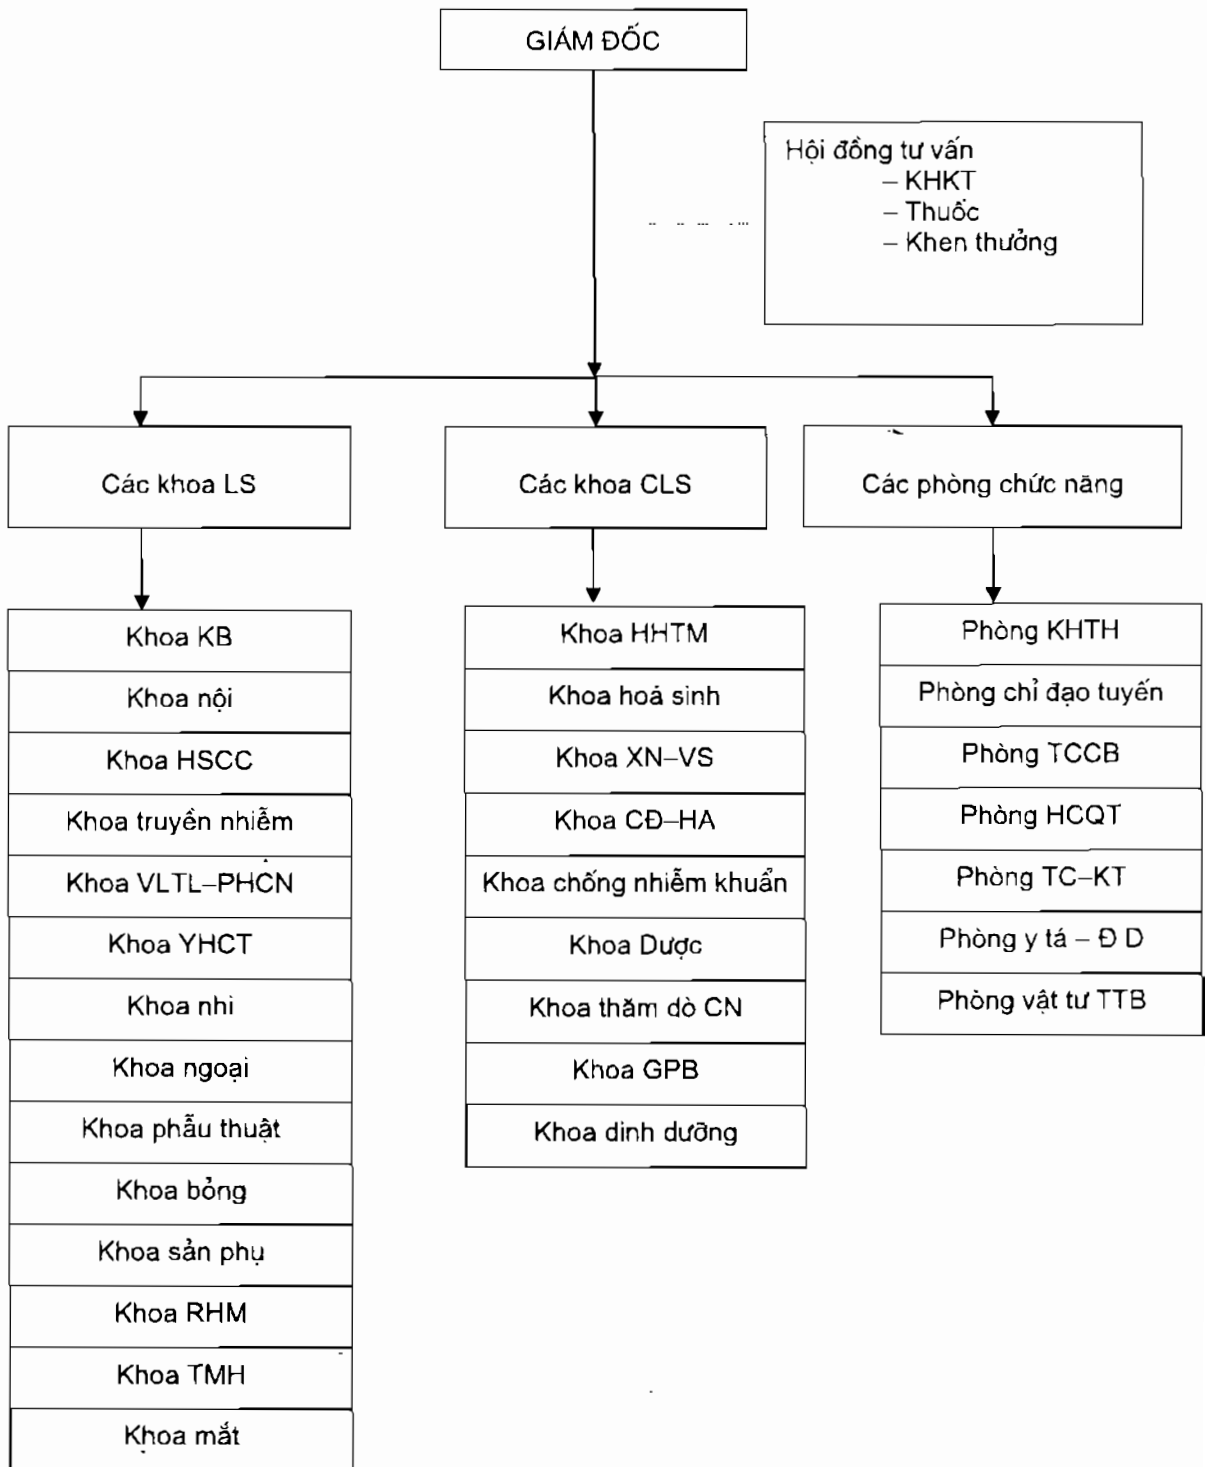 GIÁM ĐỐC
Hội đồng tư vấn
– KHKT
– Thuốc
– Khen thưởng
Các khoa LS
Các khoa CLS
Các phòng chức năng
Khoa KB
Khoa nội
Khoa HSCC
Khoa truyền nhiễm
Khoa VLTL–PHCN
Khoa YHCT
Khoa nhi
Khoa ngoại
Khoa phẫu thuật
Khoa bỏng
Khoa sản phụ
Khoa RHM
Khoa TMH
Khoa mắt
Khoa HHTM
Khoa hoá sinh
Khoa XN–VS
Khoa CĐ–HA
Khoa chống nhiễm khuẩn
Khoa Dược
Khoa thăm dò CN
Khoa GPB
Khoa dinh dưỡng
Phòng KHTH
Phòng chỉ đạo tuyến
Phòng TCCB
Phòng HCQT
Phòng TC–KT
Phòng y tá – Đ D
Phòng vật tư TTB